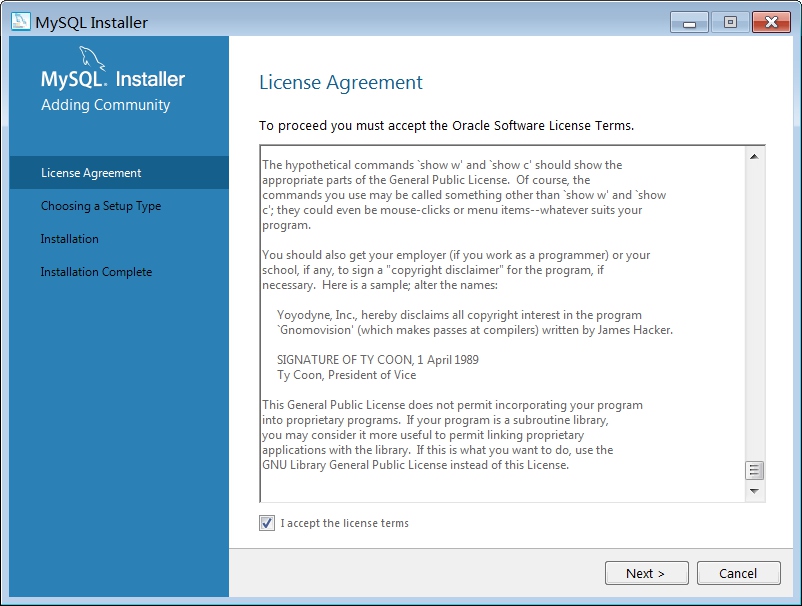 MySQL Installer
MySQL. Installer
Adding Community
License Agreement
Choosing a Setup Type
Installation
Installation Complete
License Agreement
To proceed you must accept the Oracle Software License Terms.
The hypothetical commands `show w' and `show c' should show the
appropriate parts of the General Public License.  Of course, the
commands you use may be called something other than `show w' and `show
c'; they could even be mouse-clicks or menu items--whatever suits your
program.
You should also get your employer (if you work as a programmer) or your
school, if any, to sign a "copyright disclaimer" for the program, if
necessary.  Here is a sample; alter the names:
Yoyodyne, Inc., hereby disclaims all copyright interest in the program
`Gnomovision' (which makes passes at compilers) written by James Hacker.
SIGNATURE OF TY COON, 1 April 1989
Ty Coon, President of Vice
This General Public License does not permit incorporating your program
into proprietary programs.  If your program is a subroutine library,
you may consider it more useful to permit linking proprietary
applications with the library.  If this is what you want to do, use the
GNU Library General Public License instead of this License.
I accept the license terms
Next >
Cancel